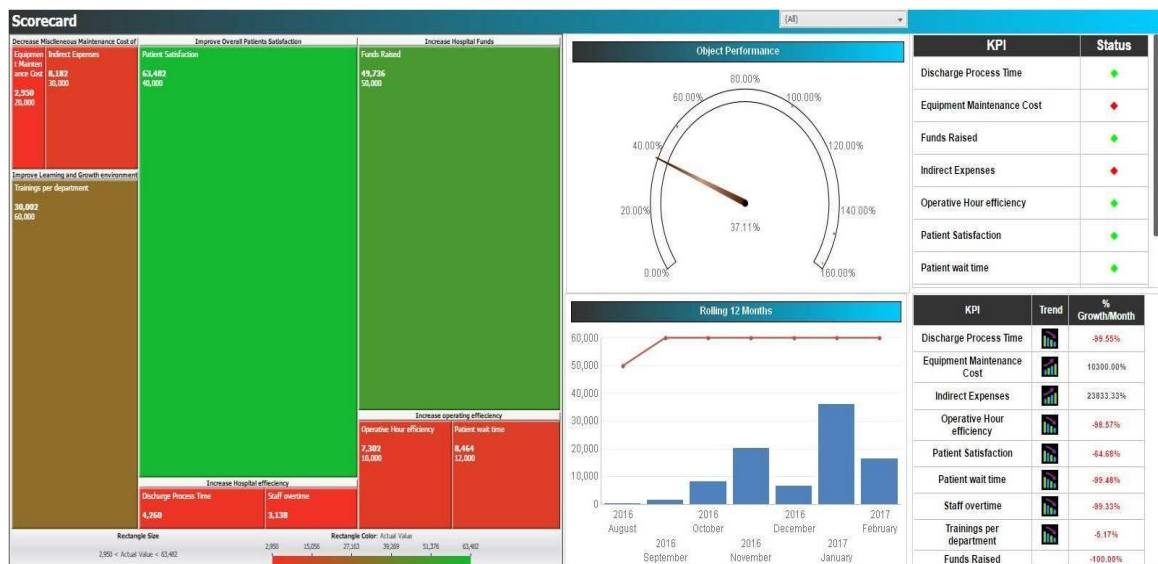 Scorecard
(All)
Decrease Misclleneous Maintenance Cost of
Improve Overall Patients Satisfaction
Increase Hospital Funds
Equipmen
t Mainten
ance Cost
2,950
20,000
Indirect Expenses
8,182
30,000
Patient Satisfaction
63,482
40,000
Funds Raised
49,736
50,000
Improve Learning and Growth environment
Trainings per department
30,002
60,000
Increase operating effieciency
Operative Hour efficiency
7,302
10,000
Patient wait time
8,464
12,000
Increase Hospital effieciency
Discharge Process Time
4,260
Staff overtime
3,138
Rectangle Size
2,950 < Actual Value < 63,482
Rectangle Color: Actual Value
2,950 15,056 27,163 39,269 51,376 63,482
Object Performance
0.00%
20.00%
40.00%
60.00%
80.00%
100.00%
120.00%
140.00%
160.00%
37.11%
KPI Status
Discharge Process Time
Equipment Maintenance Cost
Funds Raised
Indirect Expenses
Operative Hour efficiency
Patient Satisfaction
Patient wait time
Rolling 12 Months
60,000
50,000
40,000
30,000
20,000
10,000
0
2016
August
2016
September
2016
October
2016
November
2016
December
2017
January
2017
February
KPI Trend %
Growth/Month
Discharge Process Time -99.55%
Equipment Maintenance
Cost 10300.00%
Indirect Expenses 23833.33%
Operative Hour
efficiency -98.57%
Patient Satisfaction -64.68%
Patient wait time -99.48%
Staff overtime -99.33%
Trainings per
department -5.17%
Funds Raised -100.00%